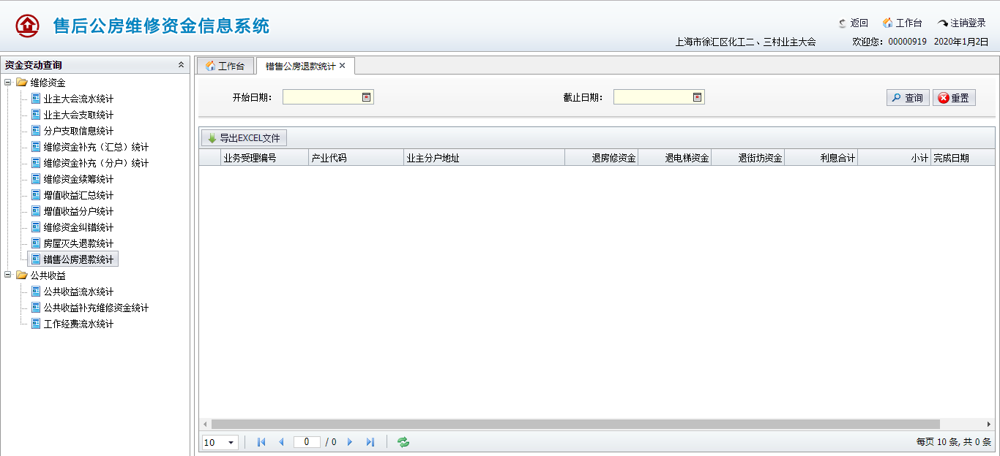 售后公房维修资金信息系统
返回 工作台 注销登录
上海市徐汇区化工二、三村业主大会 欢迎您: 00000919 2020年1月2日
资金变动查询
维修资金
业主大会流水统计
业主大会支取统计
分户支取信息统计
维修资金补充（汇总）统计
维修资金补充（分户）统计
维修资金续筹统计
增值收益汇总统计
增值收益分户统计
维修资金纠错统计
房屋灭失退款统计
错售公房退款统计
公共收益
公共收益流水统计
公共收益补充维修资金统计
工作经费流水统计
工作台 错售公房退款统计
开始日期: 截止日期: 查询 重置
导出EXCEL文件
业务受理编号 产业代码 业主分户地址 退房修资金 退电梯资金 退街坊资金 利息合计 小计 完成日期
10 0 / 0 每页 10 条, 共 0 条